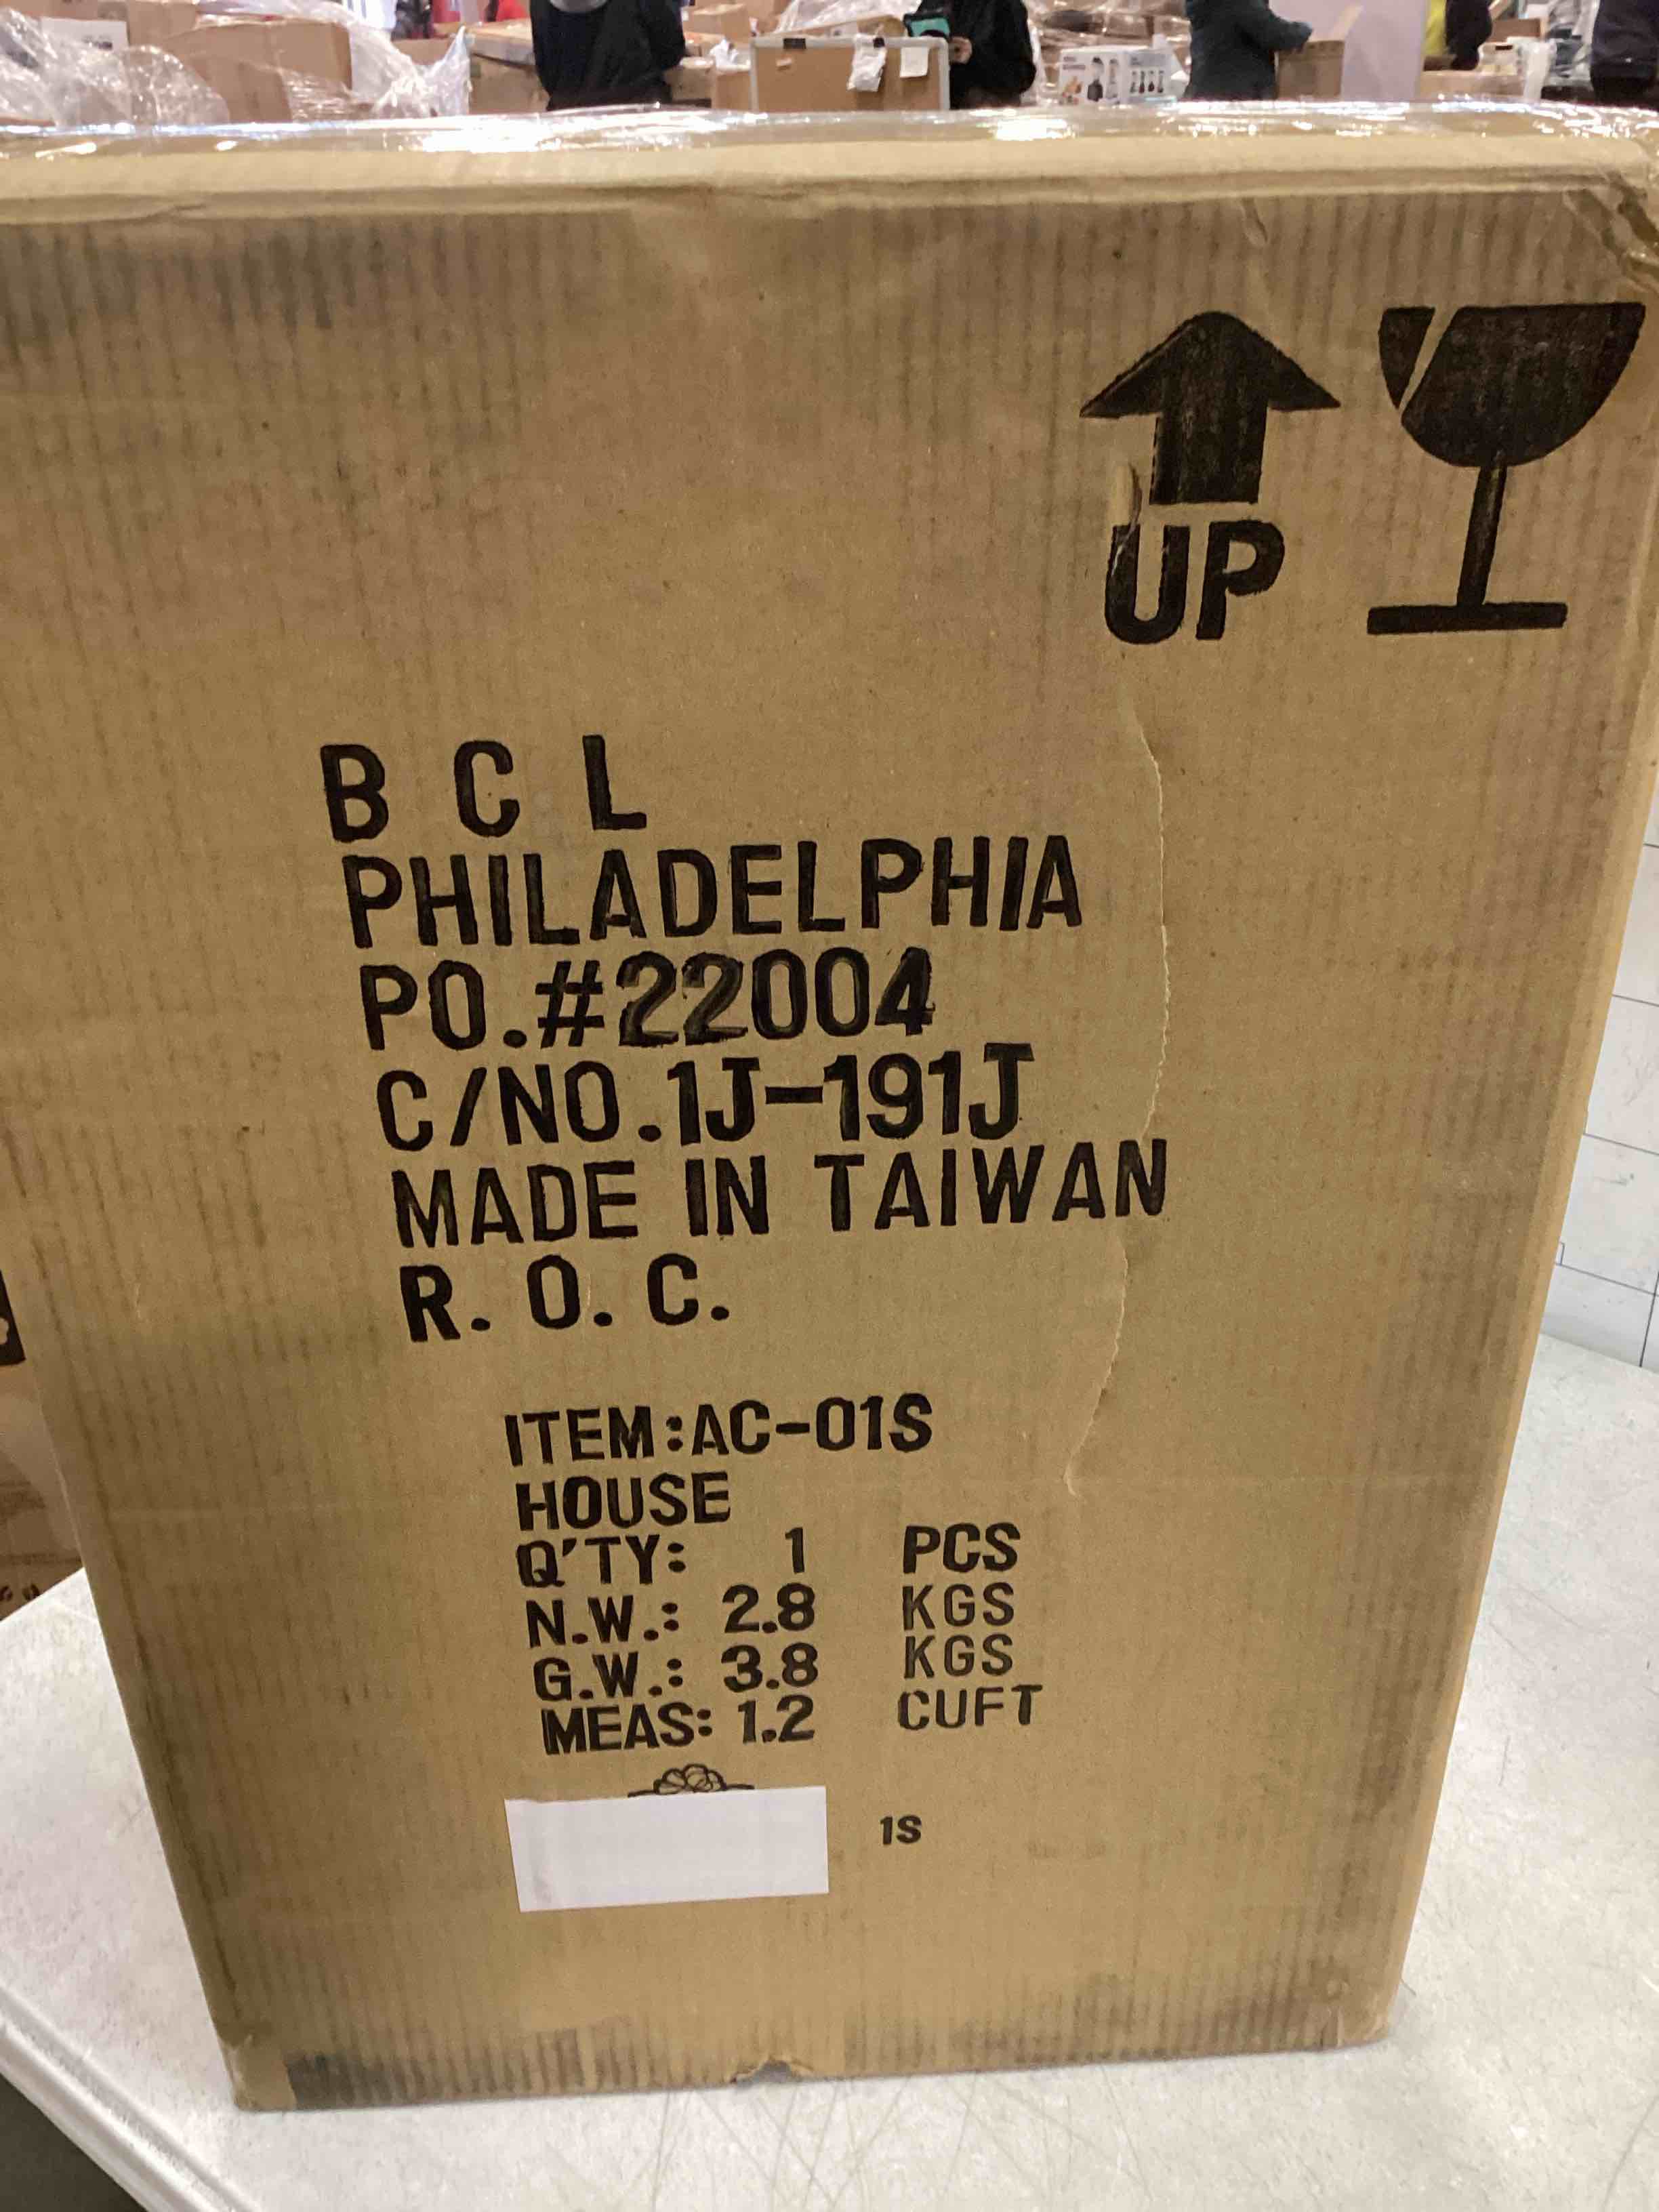 UP
B C L
PHILADELPHIA
PO.#22004
C/NO.1J-191J
MADE IN TAIWAN
R. O. C.
ITEM:AC-01S
HOUSE
Q'TY: 1 PCS
N.W.: 2.8 KGS
G.W.: 3.8 KGS
MEAS: 1.2 CUFT
1S